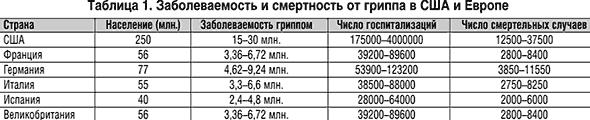 Таблица 1. Заболеваемость и смертность от гриппа в США и Европе
Страна Население (млн.) Заболеваемость гриппом Число госпитализаций Число смертельных случаев
США 250 15–30 млн. 175000–4000000 12500–37500
Франция 56 3,36–6,72 млн. 39200–89600 2800–8400
Германия 77 4,62–9,24 млн. 53900–123200 3850–11550
Италия 55 3,3–6,6 млн. 38500–88000 2750–8250
Испания 40 2,4–4,8 млн. 28000–64000 2000–6000
Великобритания 56 3,36–6,72 млн. 39200–89600 2800–8400